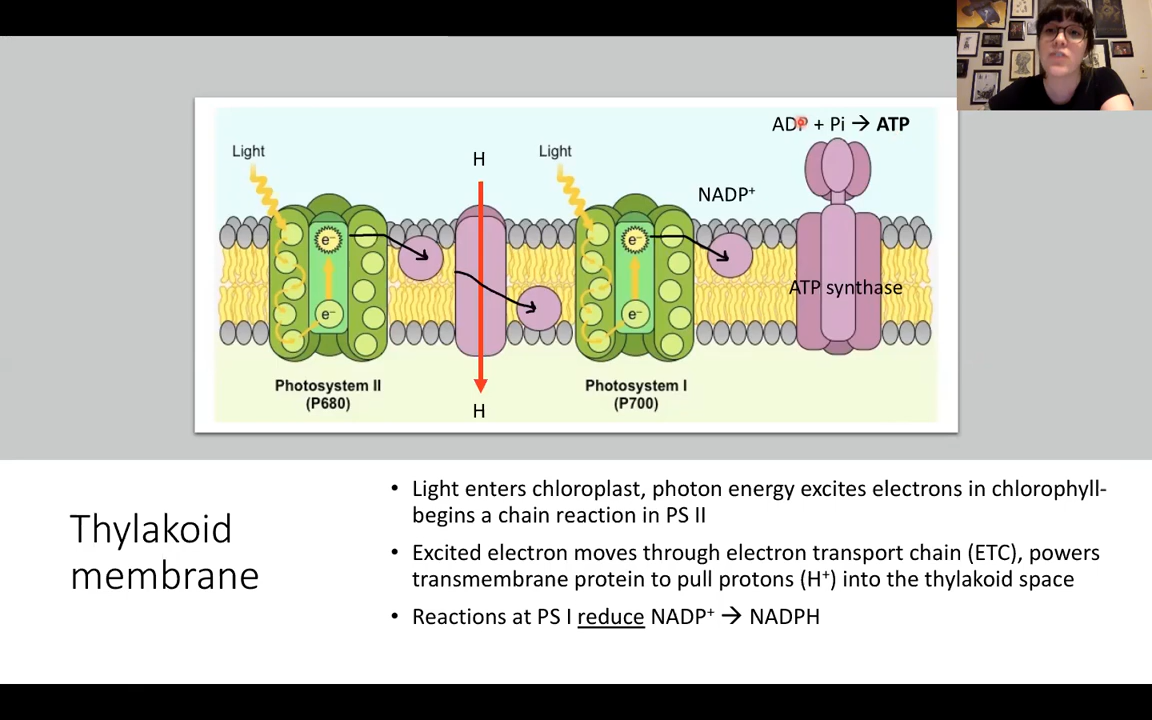 ADP + Pi → ATP
Light
H
Light
NADP⁺
e⁻
e⁻
e⁻
e⁻
ATP synthase
Photosystem II
(P680)
Photosystem I
(P700)
H
Thylakoid
membrane
• Light enters chloroplast, photon energy excites electrons in chlorophyll-
begins a chain reaction in PS II
• Excited electron moves through electron transport chain (ETC), powers
transmembrane protein to pull protons (H⁺) into the thylakoid space
• Reactions at PS I reduce NADP⁺ → NADPH